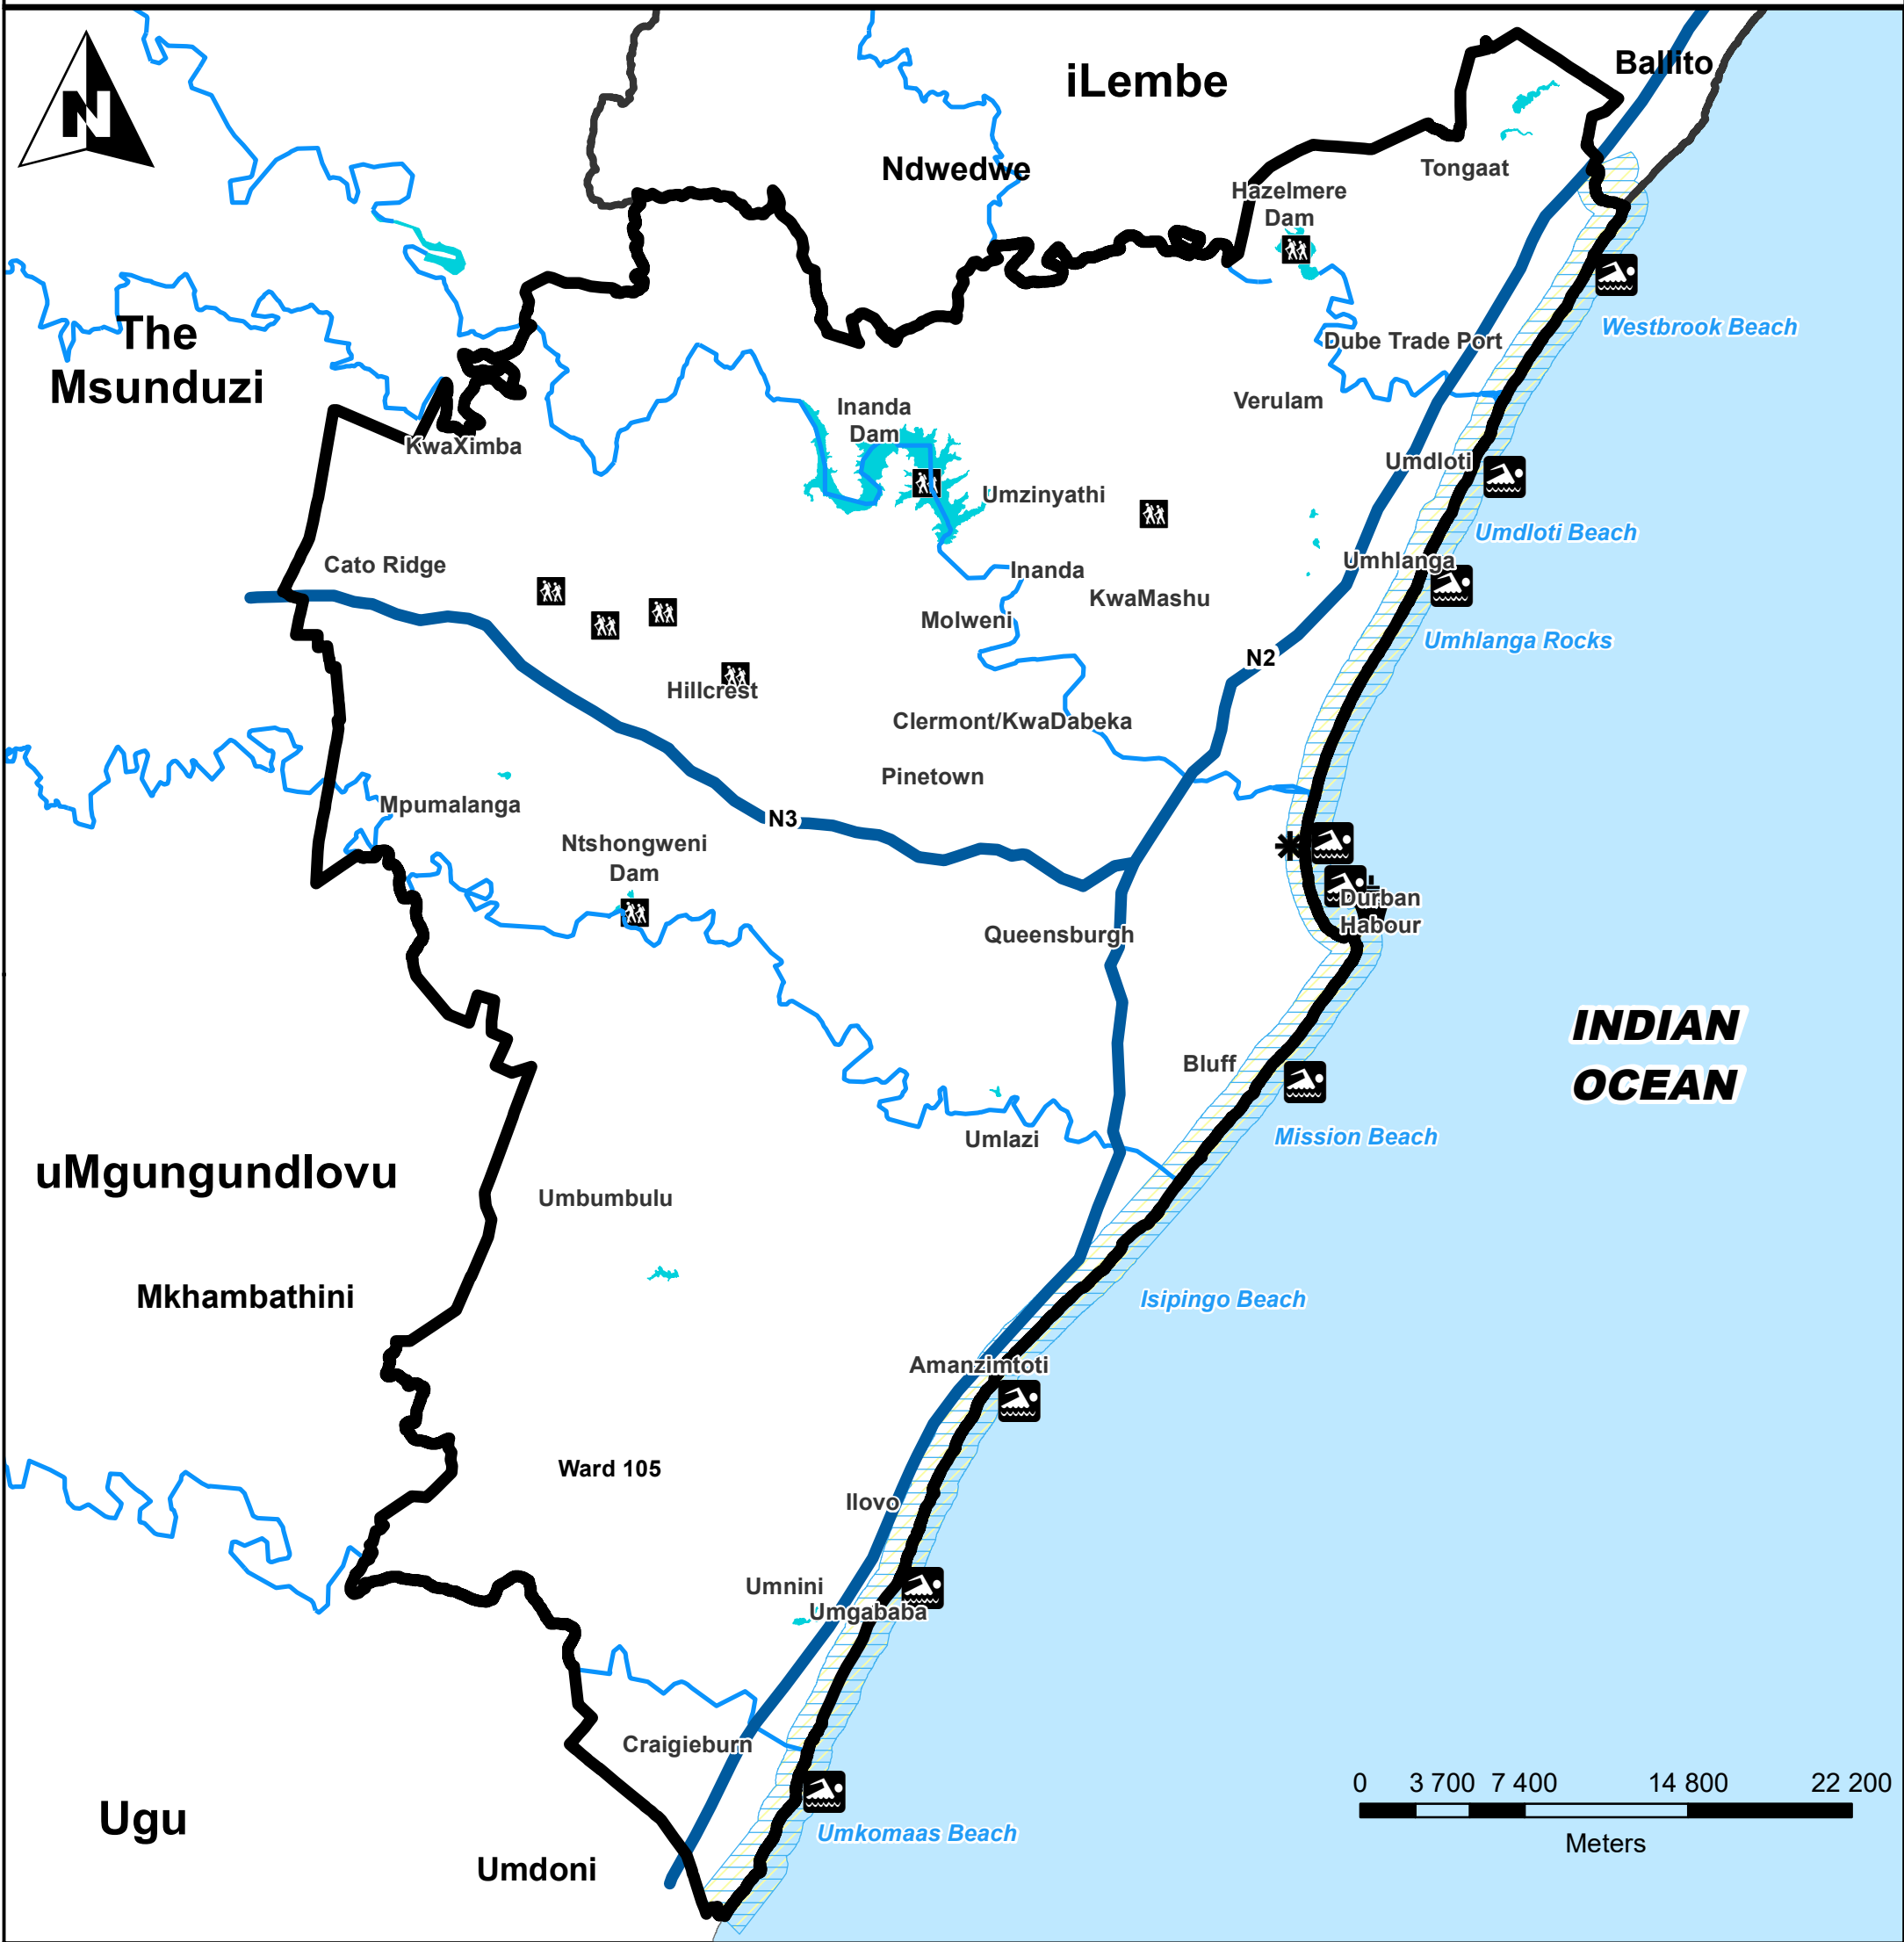 N
iLembe
Ballito
Ndwedwe
Tongaat
Hazelmere
Dam
Westbrook Beach
The
Msunduzi
Dube Trade Port
Verulam
Inanda
Dam
KwaXimba
Umdloti
Umzinyathi
Umdloti Beach
Cato Ridge
Umhlanga
Inanda
KwaMashu
Molweni
Umhlanga Rocks
N2
Hillcrest
Clermont/KwaDabeka
Pinetown
Mpumalanga
N3
Ntshongweni
Dam
Durban
Habour
Queensburgh
INDIAN
OCEAN
Bluff
Mission Beach
Umlazi
uMgungundlovu
Umbumbulu
Mkhambathini
Isipingo Beach
Amanzimtoti
Ward 105
Ilovo
Umnini
Umgababa
Craigieburn
0 3 700 7 400 14 800 22 200
Meters
Ugu
Umkomaas Beach
Umdoni